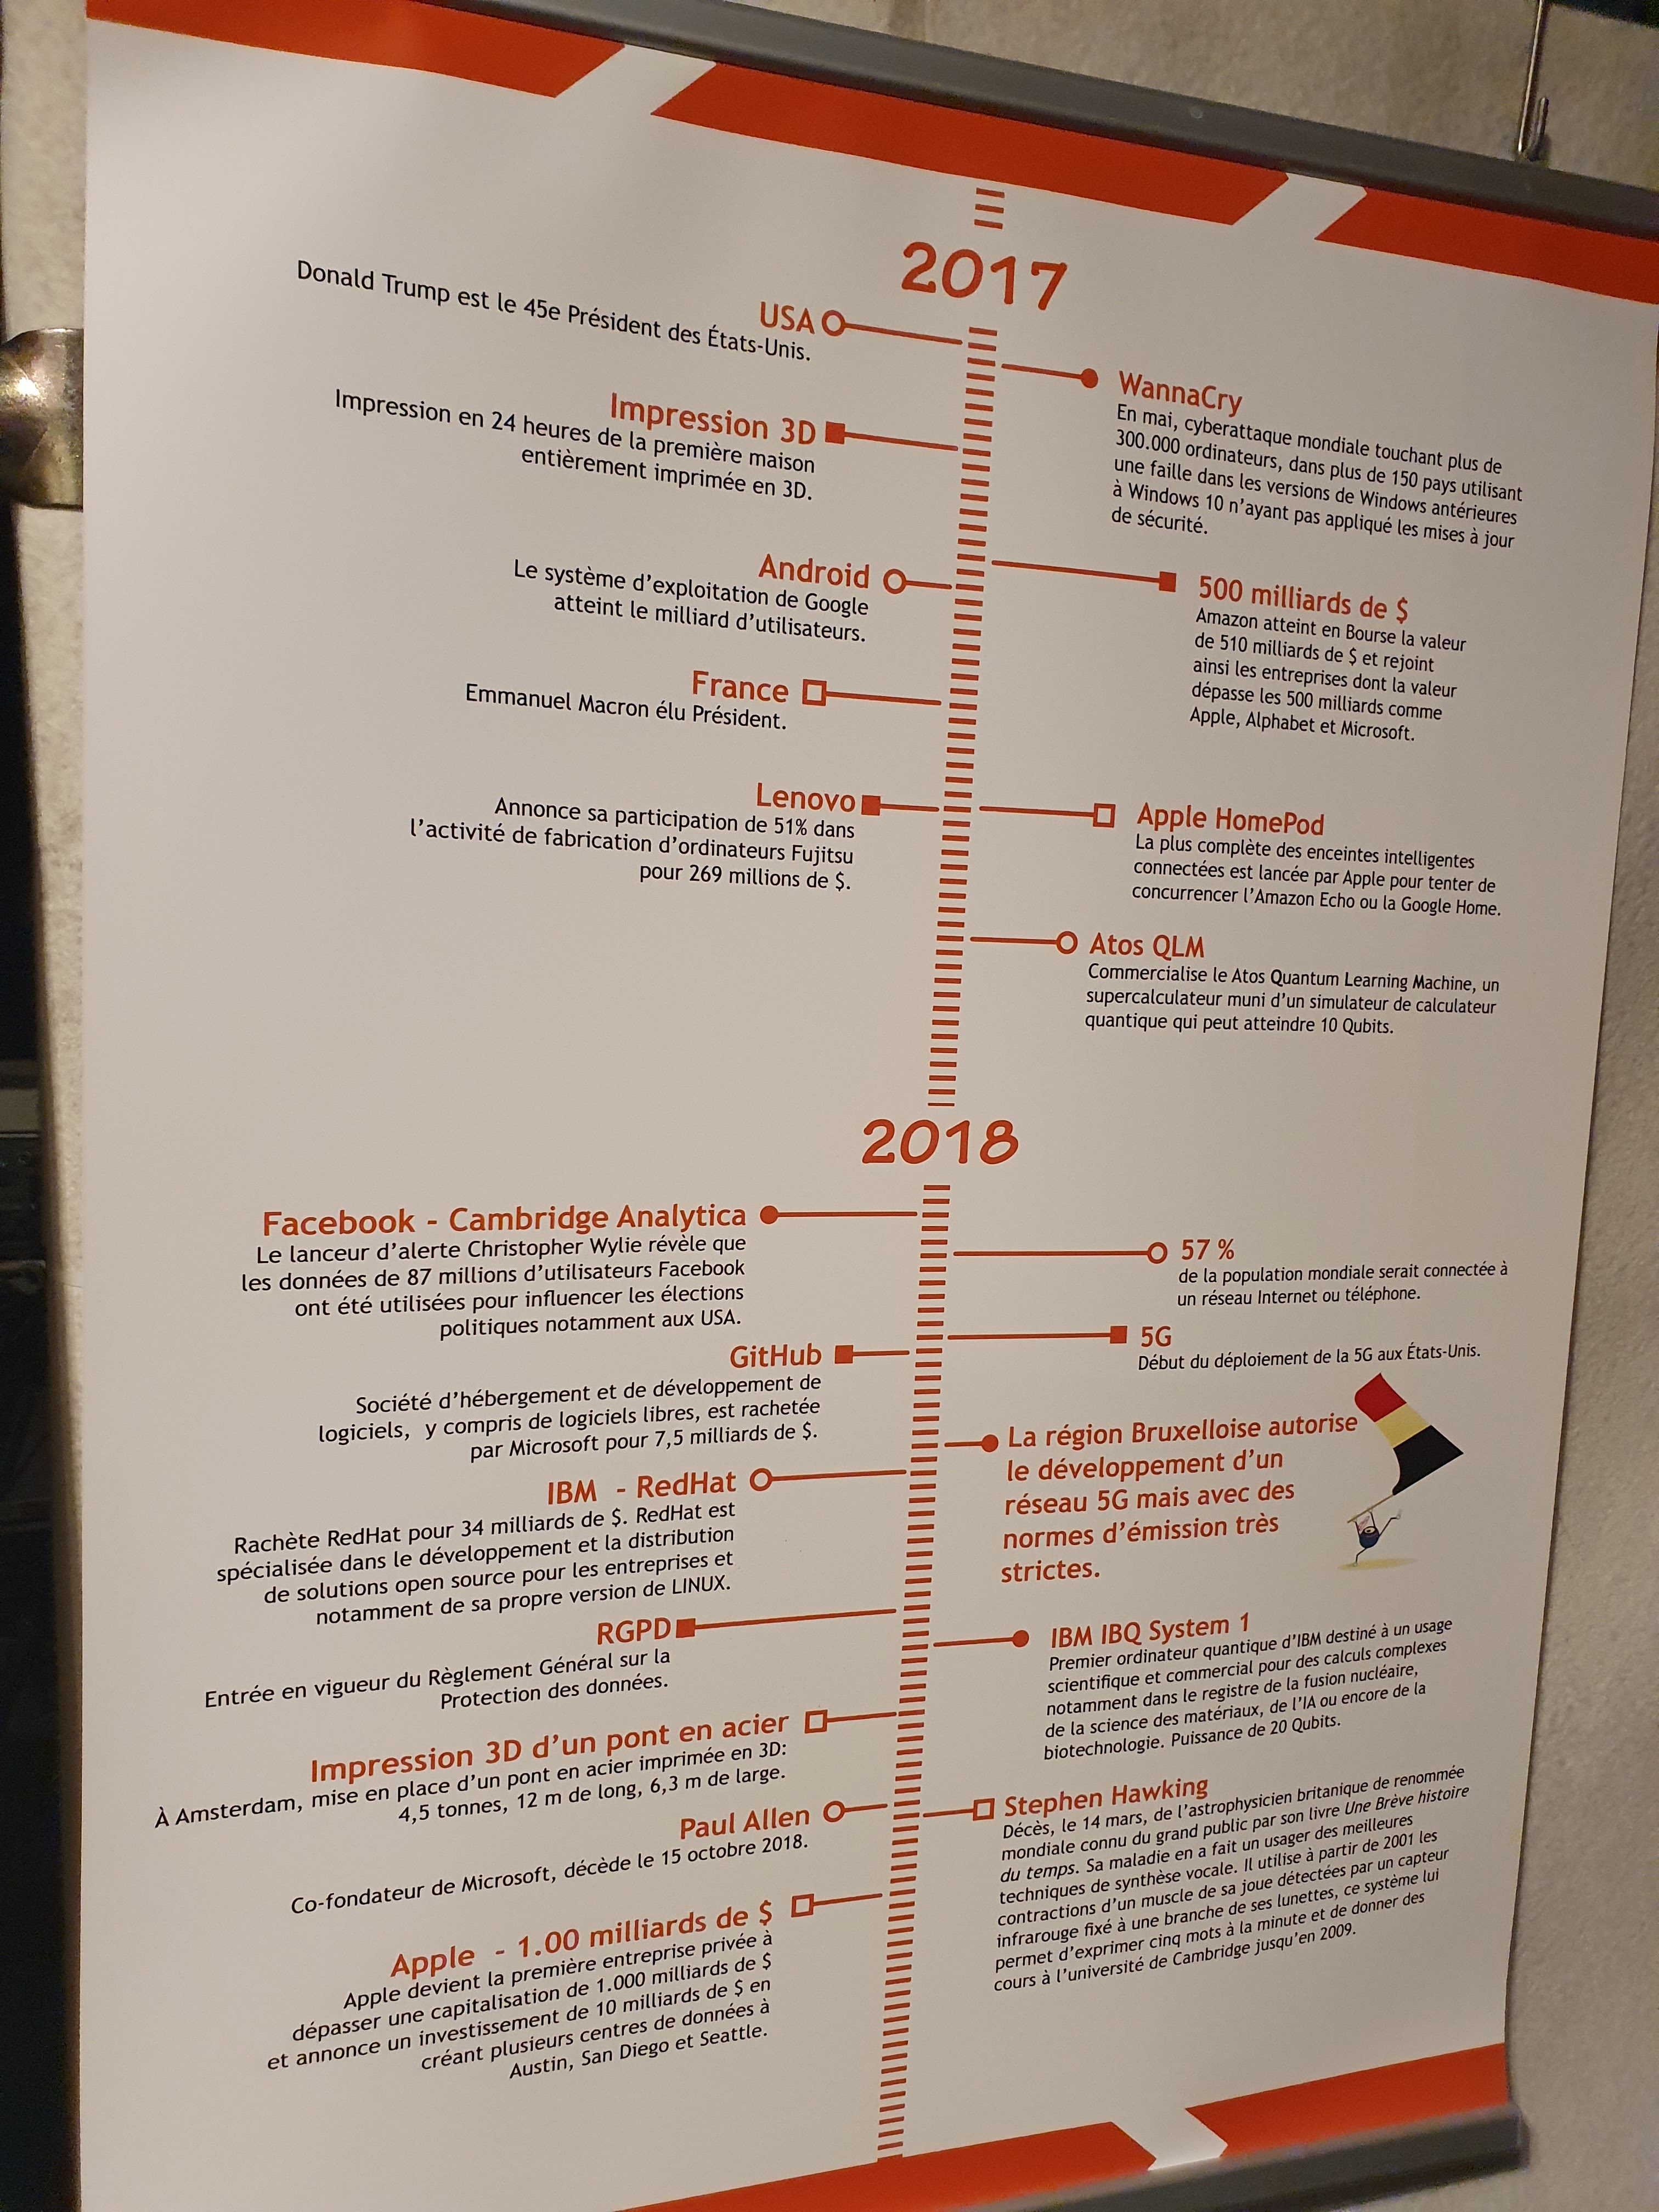 2017
USA
Donald Trump est le 45e Président des États-Unis.
WannaCry
En mai, cyberattaque mondiale touchant plus de
300.000 ordinateurs, dans plus de 150 pays utilisant
une faille dans les versions de Windows antérieures
à Windows 10 n'ayant pas appliqué les mises à jour
de sécurité.
Impression 3D
Impression en 24 heures de la première maison
entièrement imprimée en 3D.
Android
Le système d'exploitation de Google
atteint le milliard d'utilisateurs.
500 milliards de $
Amazon atteint en Bourse la valeur
de 510 milliards de $ et rejoint
ainsi les entreprises dont la valeur
dépasse les 500 milliards comme
Apple, Alphabet et Microsoft.
France
Emmanuel Macron élu Président.
Lenovo
Annonce sa participation de 51% dans
l'activité de fabrication d'ordinateurs Fujitsu
pour 269 millions de $.
Apple HomePod
La plus complète des enceintes intelligentes
connectées est lancée par Apple pour tenter de
concurrencer l'Amazon Echo ou la Google Home.
Atos QLM
Commercialise le Atos Quantum Learning Machine, un
supercalculateur muni d'un simulateur de calculateur
quantique qui peut atteindre 10 Qubits.
2018
Facebook - Cambridge Analytica
Le lanceur d'alerte Christopher Wylie révèle que
les données de 87 millions d'utilisateurs Facebook
ont été utilisées pour influencer les élections
politiques notamment aux USA.
57 %
de la population mondiale serait connectée à
un réseau Internet ou téléphone.
5G
Début du déploiement de la 5G aux États-Unis.
GitHub
Société d'hébergement et de développement de
logiciels, y compris de logiciels libres, est rachetée
par Microsoft pour 7,5 milliards de $.
La région Bruxelloise autorise
le développement d'un
réseau 5G mais avec des
normes d'émission très
strictes.
IBM - RedHat
Rachète RedHat pour 34 milliards de $. RedHat est
spécialisée dans le développement et la distribution
de solutions open source pour les entreprises et
notamment de sa propre version de LINUX.
RGPD
Entrée en vigueur du Règlement Général sur la
Protection des données.
IBM IBQ System 1
Premier ordinateur quantique d'IBM destiné à un usage
scientifique et commercial pour des calculs complexes
notamment dans le registre de la fusion nucléaire,
de la science des matériaux, de l'IA ou encore de la
biotechnologie. Puissance de 20 Qubits.
Impression 3D d'un pont en acier
À Amsterdam, mise en place d'un pont en acier imprimée en 3D:
4,5 tonnes, 12 m de long, 6,3 m de large.
Paul Allen
Co-fondateur de Microsoft, décède le 15 octobre 2018.
Stephen Hawking
Décès, le 14 mars, de l'astrophysicien britanique de renommée
mondiale connu du grand public par son livre Une Brève histoire
du temps. Sa maladie en a fait un usager des meilleures
techniques de synthèse vocale. Il utilise à partir de 2001 les
contractions d'un muscle de sa joue détectées par un capteur
infrarouge fixé à une branche de ses lunettes, ce système lui
permet d'exprimer cinq mots à la minute et de donner des
cours à l'université de Cambridge jusqu'en 2009.
Apple - 1.00 milliards de $
Apple devient la première entreprise privée à
dépasser une capitalisation de 1.000 milliards de $
et annonce un investissement de 10 milliards de $ en
créant plusieurs centres de données à
Austin, San Diego et Seattle.